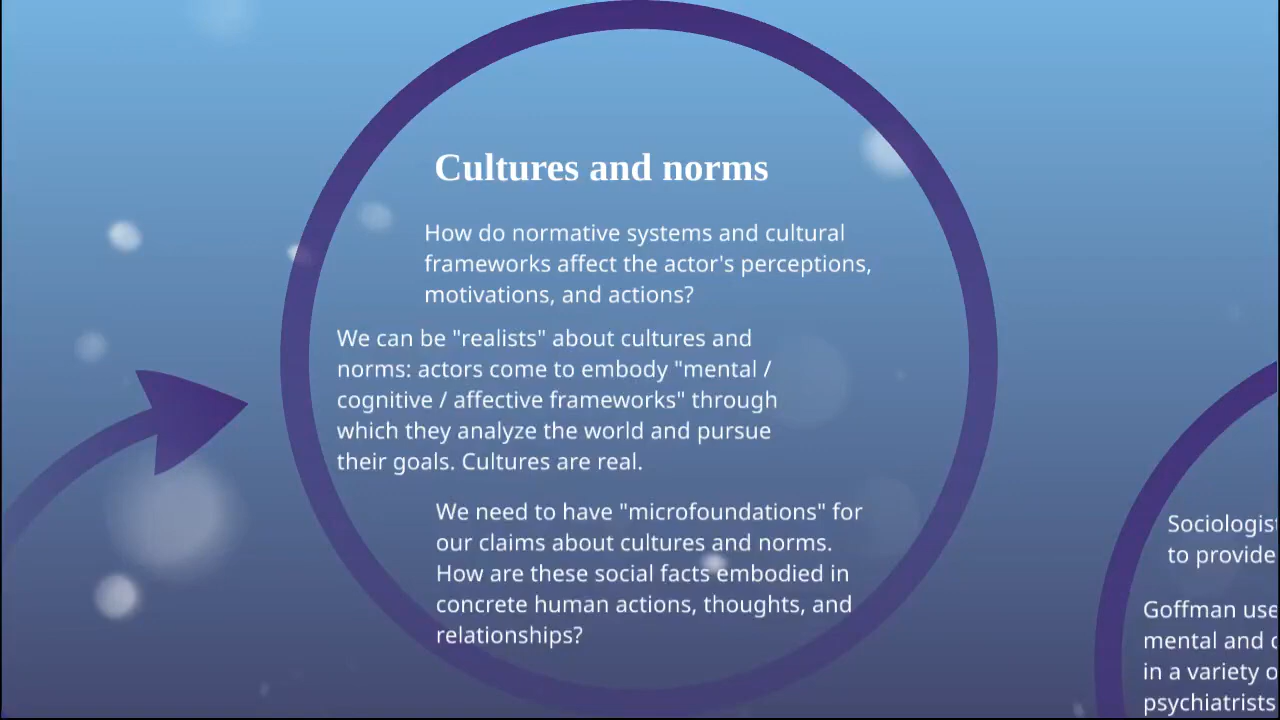 Cultures and norms
How do normative systems and cultural
frameworks affect the actor's perceptions,
motivations, and actions?
We can be "realists" about cultures and
norms: actors come to embody "mental /
cognitive / affective frameworks" through
which they analyze the world and pursue
their goals. Cultures are real.
We need to have "microfoundations" for
our claims about cultures and norms.
How are these social facts embodied in
concrete human actions, thoughts, and
relationships?
to provide
Goffman use
mental and
in a variety
psychiatrists